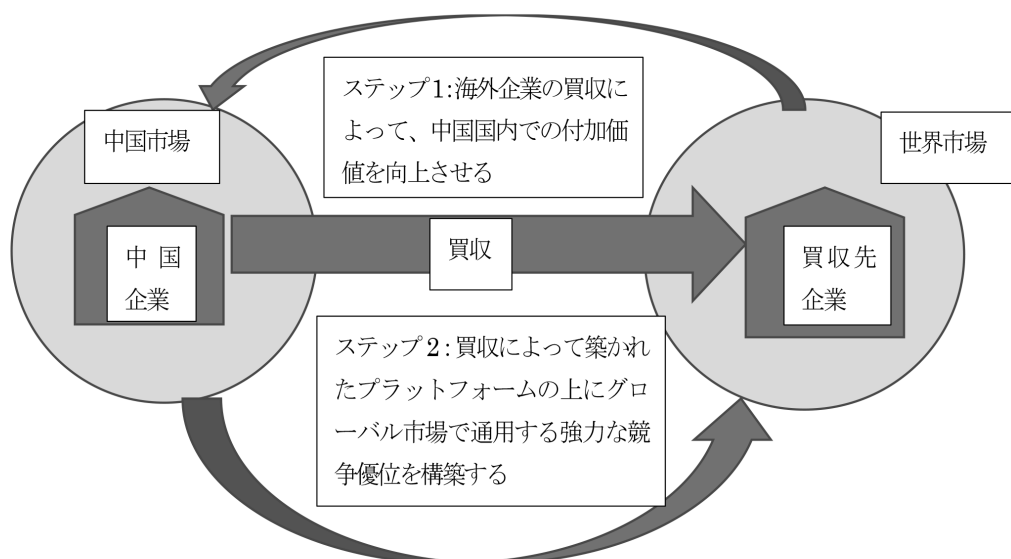 ステップ1:海外企業の買収に
よって、中国国内での付加価
値を向上させる
中国市場
世界市場
中国
企業
買収
買収先
企業
ステップ2:買収によって築かれ
たプラットフォームの上にグロ
ーバル市場で通用する強力な競
争優位を構築する